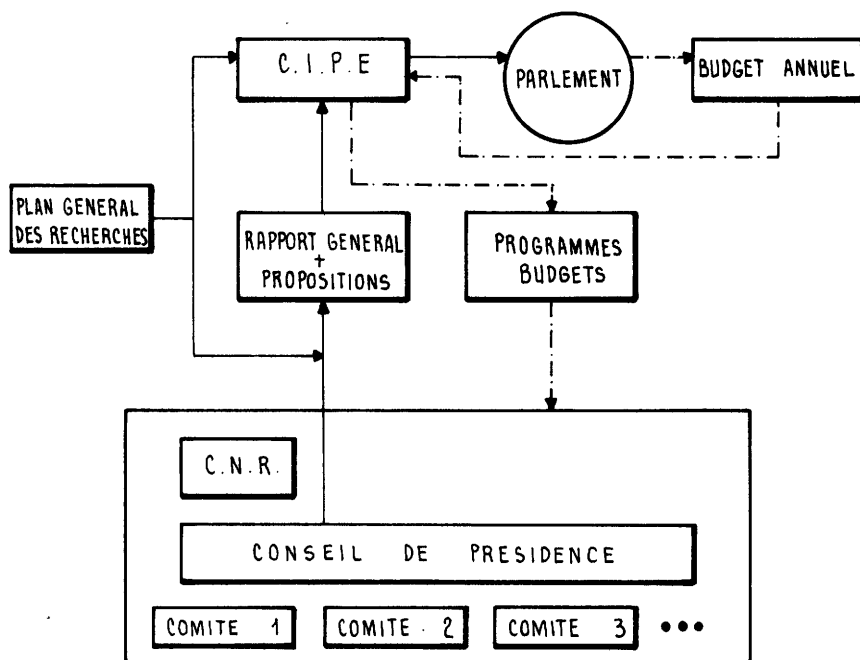 C.I.P.E
PARLEMENT
BUDGET ANNUEL
PLAN GENERAL
DES RECHERCHES
RAPPORT GENERAL
+
PROPOSITIONS
PROGRAMMES
BUDGETS
C.N.R.
CONSEIL DE PRESIDENCE
COMITE 1
COMITE 2
COMITE 3 •••